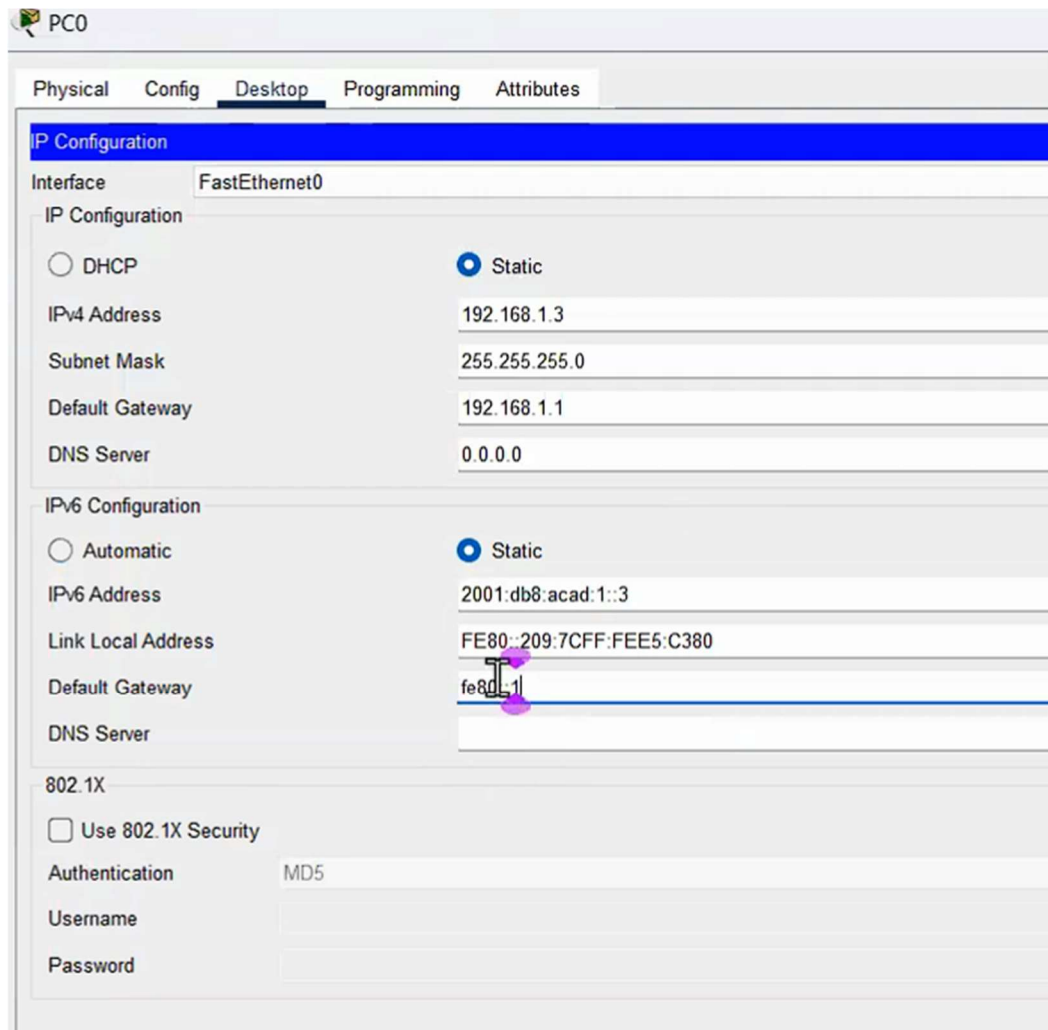 PC0
Physical Config Desktop Programming Attributes
IP Configuration
Interface FastEthernet0
IP Configuration
DHCP Static
IPv4 Address 192.168.1.3
Subnet Mask 255.255.255.0
Default Gateway 192.168.1.1
DNS Server 0.0.0.0
IPv6 Configuration
Automatic Static
IPv6 Address 2001:db8:acad:1::3
Link Local Address FE80::209:7CFF:FEE5:C380
Default Gateway fe80::1
DNS Server
802.1X
Use 802.1X Security
Authentication MD5
Username
Password